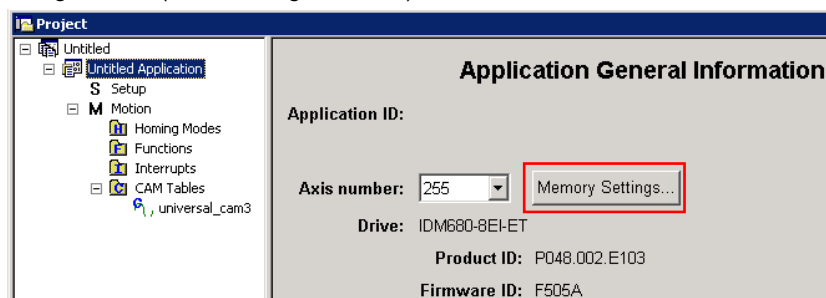 Project
Untitled
Untitled Application
S Setup
M Motion
H Homing Modes
F Functions
I Interrupts
C CAM Tables
, universal_cam3
Application General Information
Application ID:
Axis number: 255 Memory Settings...
Drive: IDM680-8EI-ET
Product ID: P048.002.E103
Firmware ID: F505A